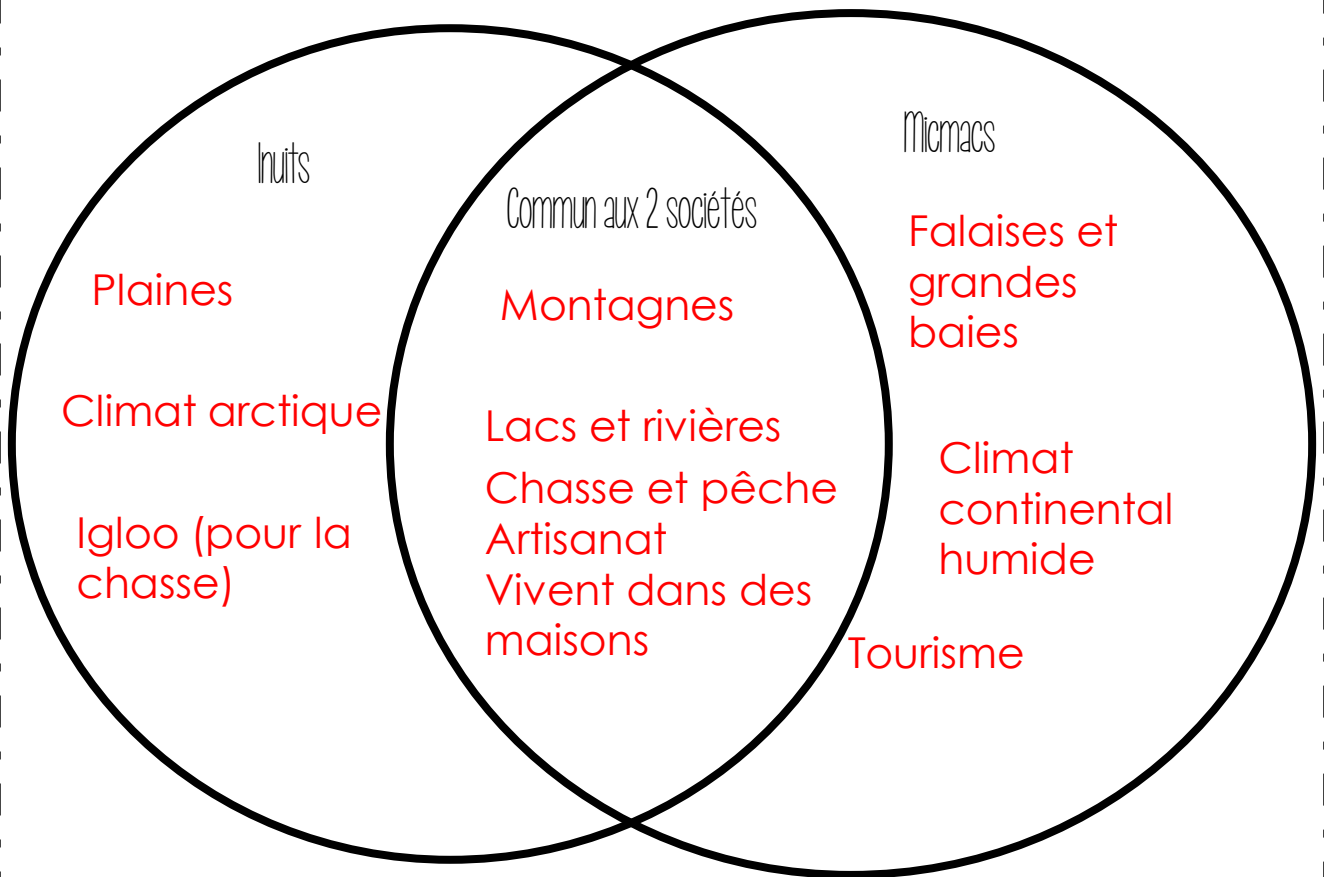 Inuits
Plaines
Climat arctique
Igloo (pour la
chasse)
Commun aux 2 sociétés
Montagnes
Lacs et rivières
Chasse et pêche
Artisanat
Vivent dans des
maisons
Micmacs
Falaises et
grandes
baies
Climat
continental
humide
Tourisme